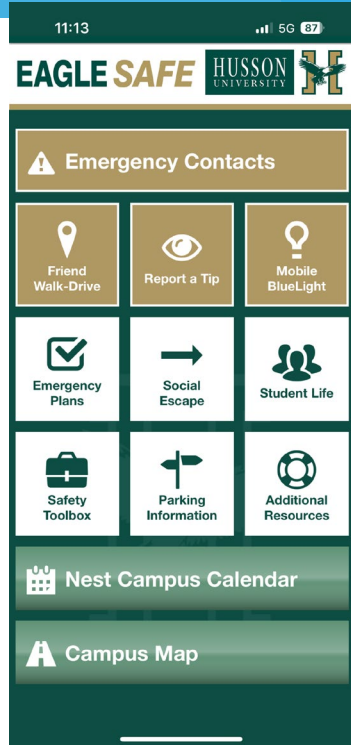 11:13 5G 87
EAGLE SAFE HUSSON
UNIVERSITY H
Emergency Contacts
Friend
Walk-Drive
Report a Tip
Mobile
BlueLight
Emergency
Plans
Social
Escape
Student Life
Safety
Toolbox
Parking
Information
Additional
Resources
Nest Campus Calendar
Campus Map